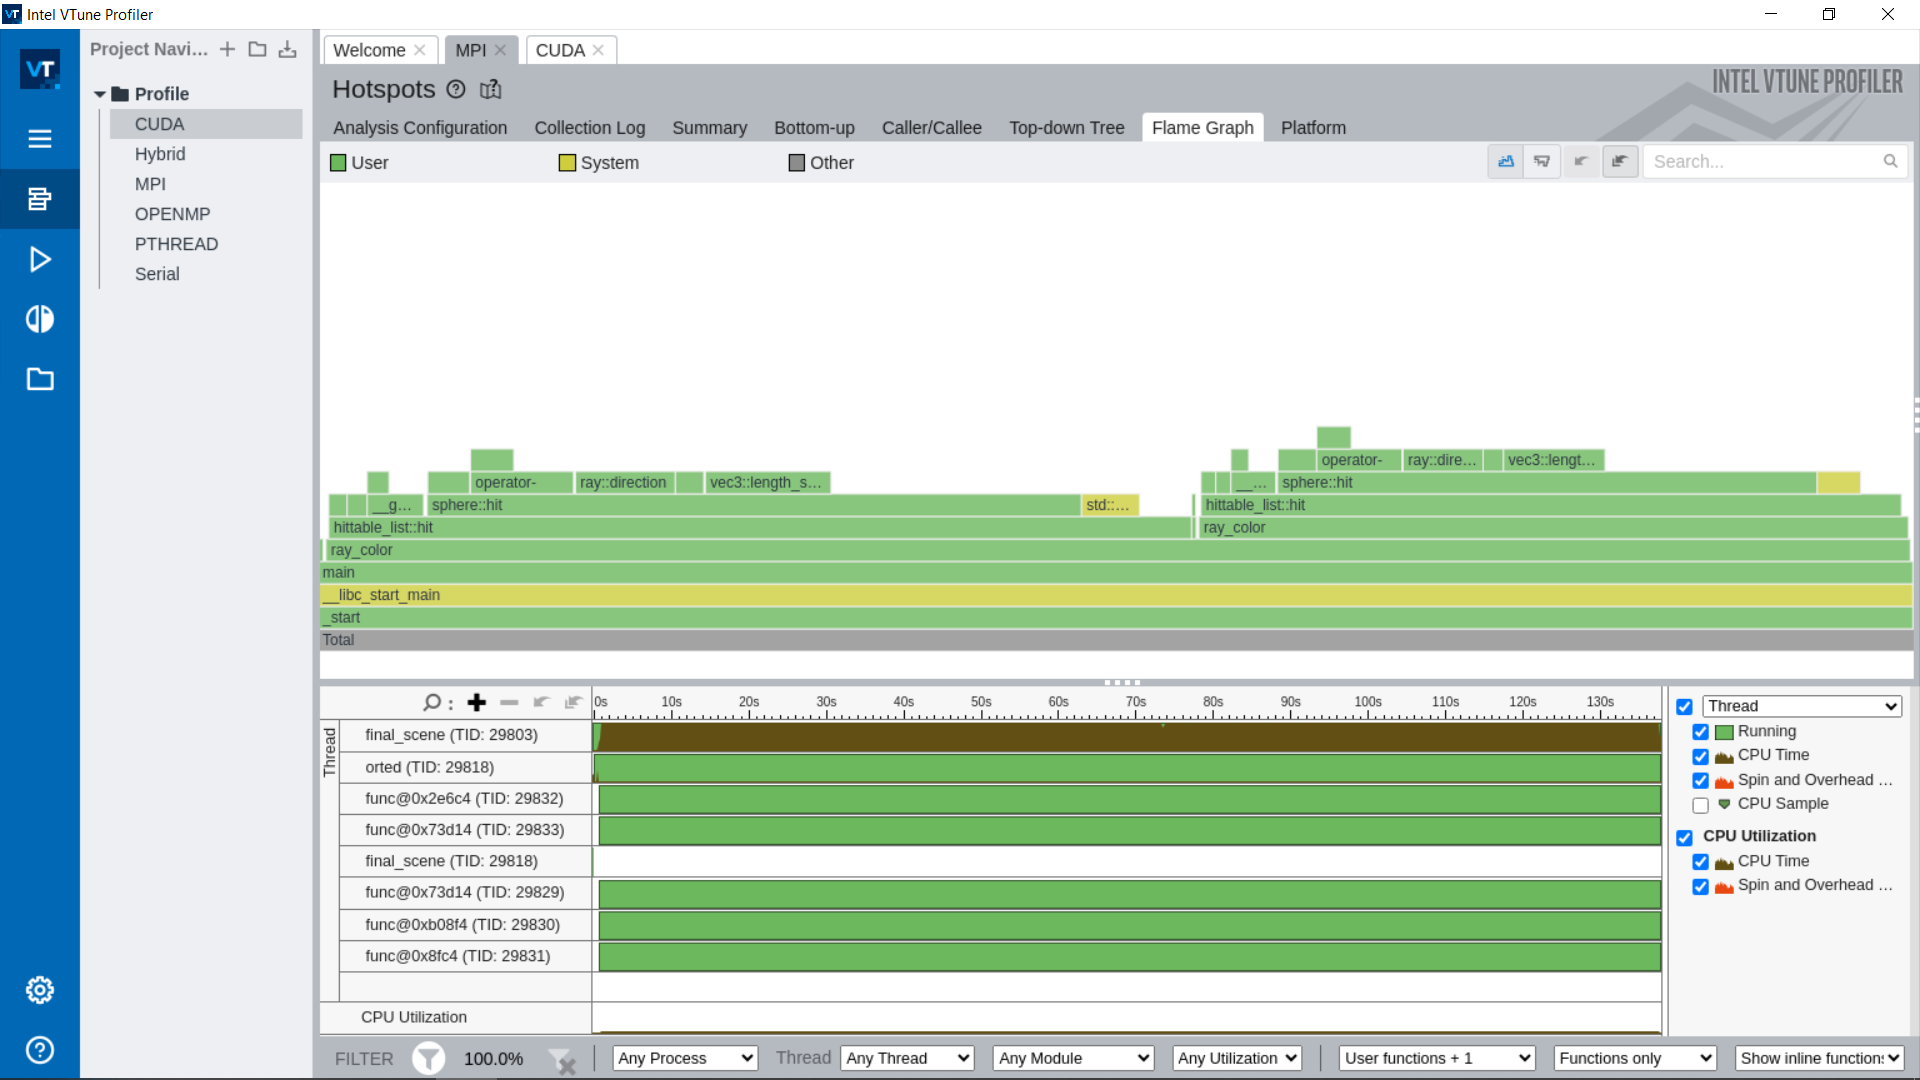 Intel VTune Profiler
VT
Project Navi...
Profile
CUDA
Hybrid
MPI
OPENMP
PTHREAD
Serial
Welcome MPI CUDA
Hotspots
INTEL VTUNE PROFILER
Analysis Configuration Collection Log Summary Bottom-up Caller/Callee Top-down Tree Flame Graph Platform
User System Other
Search...
operator- ray::dire... vec3::lengt...
operator- ray::direction vec3::length_s... __... sphere::hit
__g... sphere::hit std::... hittable_list::hit
hittable_list::hit ray_color
ray_color
main
__libc_start_main
_start
Total
0s 10s 20s 30s 40s 50s 60s 70s 80s 90s 100s 110s 120s 130s
Thread
final_scene (TID: 29803)
orted (TID: 29818)
func@0x2e6c4 (TID: 29832)
func@0x73d14 (TID: 29833)
final_scene (TID: 29818)
func@0x73d14 (TID: 29829)
func@0xb08f4 (TID: 29830)
func@0x8fc4 (TID: 29831)
CPU Utilization
Thread
Running
CPU Time
Spin and Overhead ...
CPU Sample
CPU Utilization
CPU Time
Spin and Overhead ...
FILTER 100.0% Any Process Thread Any Thread Any Module Any Utilization User functions + 1 Functions only Show inline functions